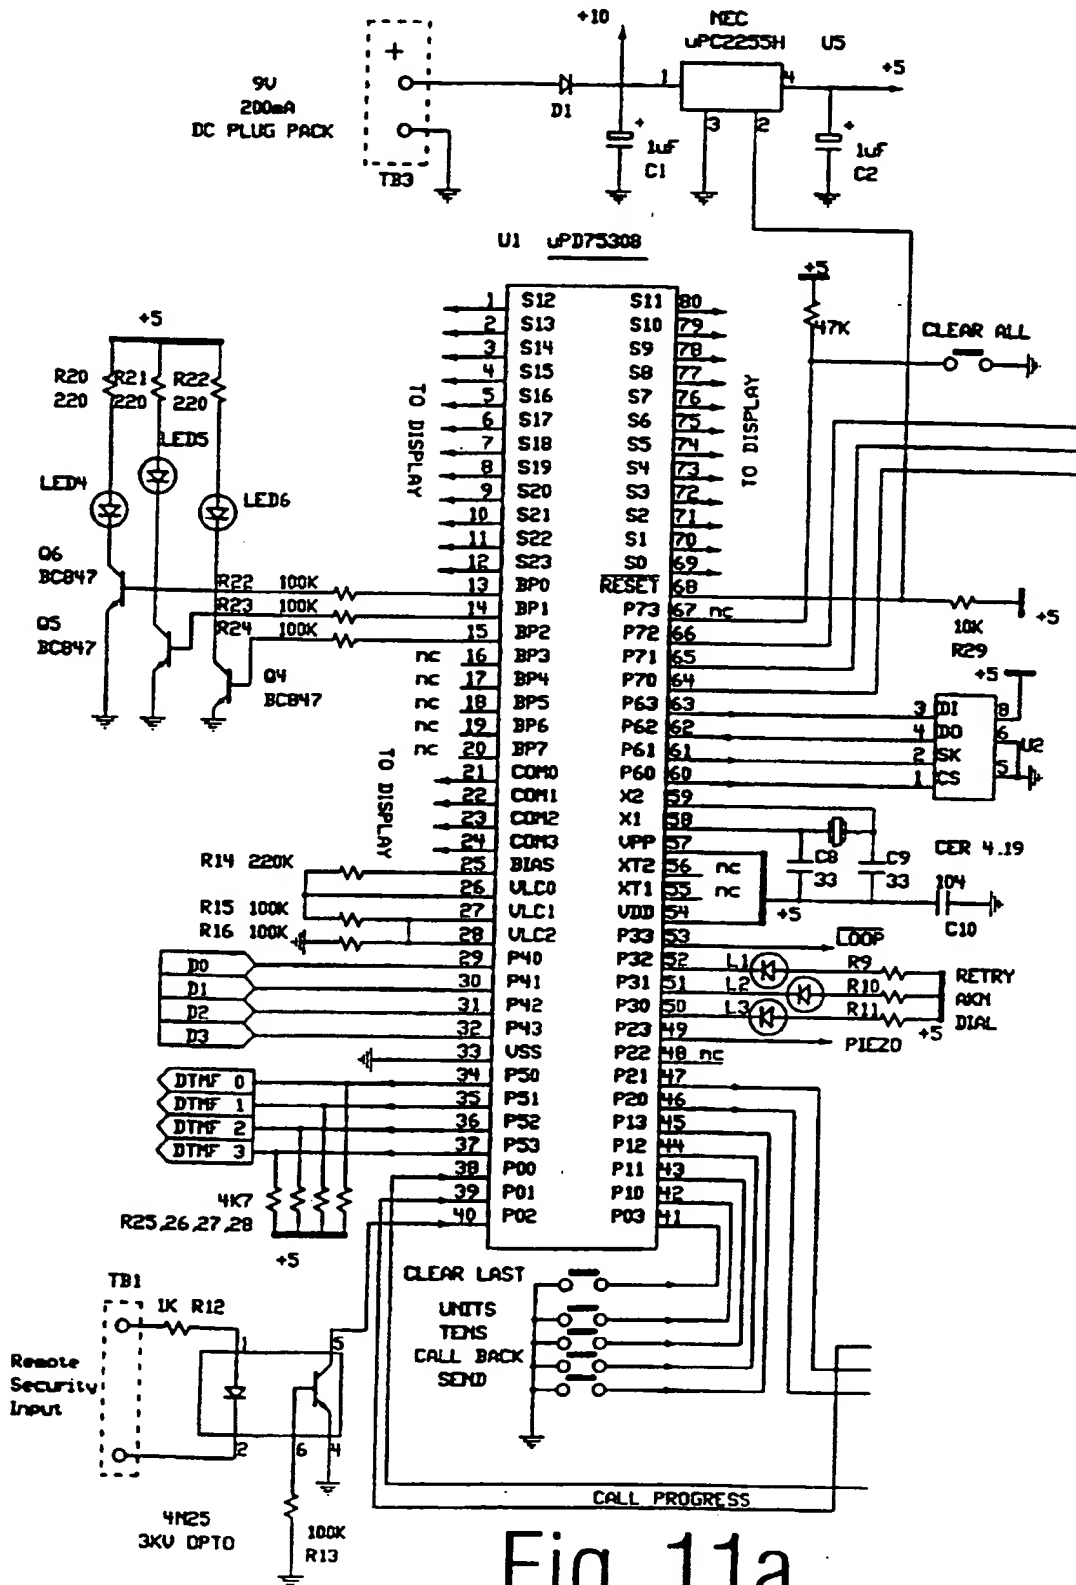 +10
NEC
uPC2255H U5
+5
9V
200mA
DC PLUG PACK
+
TB3
D1
1 4
3 2
+
1uF
C1
+
1uF
C2
U1 uPD75308
+5
47K
CLEAR ALL
+5
R20 R21 R22
220 220 220
LED5
LED4
LED6
Q6
BC847
Q5
BC847
Q4
BC847
R22 100K
R23 100K
R24 100K
TO DISPLAY
TO DISPLAY
TO DISPLAY
1 S12 S11 80
2 S13 S10 79
3 S14 S9 78
4 S15 S8 77
5 S16 S7 76
6 S17 S6 75
7 S18 S5 74
8 S19 S4 73
9 S20 S3 72
10 S21 S2 71
11 S22 S1 70
12 S23 S0 69
13 BP0 RESET 68
14 BP1 P73 67 nc
15 BP2 P72 66
nc 16 BP3 P71 65
nc 17 BP4 P70 64
nc 18 BP5 P63 63
nc 19 BP6 P62 62
nc 20 BP7 P61 61
21 COM0 P60 60
22 COM1 X2 59
23 COM2 X1 58
24 COM3 VPP 57
25 BIAS XT2 56 nc
26 VLC0 XT1 55 nc
27 VLC1 VDD 54
28 VLC2 P33 53
29 P40 P32 52
30 P41 P31 51
31 P42 P30 50
32 P43 P23 49
33 VSS P22 48 nc
34 P50 P21 47
35 P51 P20 46
36 P52 P13 45
37 P53 P12 44
38 P00 P11 43
39 P01 P10 42
40 P02 P03 41
10K
R29
+5
+5
3 DI 8
4 DO 6
2 SK
1 CS 5
U2
C8
33
C9
33
CER 4.19
104
C10
+5
LOOP
L1 R9
L2 R10
L3 R11
RETRY
AKN
DIAL
+5
PIEZO
R14 220K
R15 100K
R16 100K
D0
D1
D2
D3
DTMF 0
DTMF 1
DTMF 2
DTMF 3
4K7
R25,26,27,28
+5
CLEAR LAST
UNITS
TENS
CALL BACK
SEND
TB1
1K R12
Remote
Security
Input
1 5
2 6 4
4N25
3KV OPTO
100K
R13
CALL PROGRESS
Fig 11a